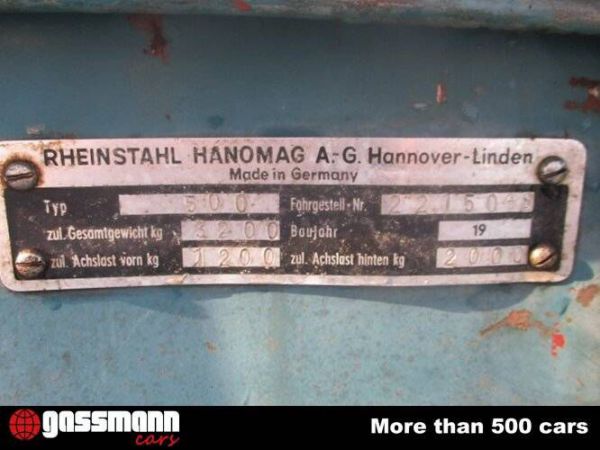 RHEINSTAHL HANOMAG A.-G. Hannover-Linden
Made in Germany
Typ 500 Fahrgestell-Nr.
zul. Gesamtgewicht kg 3200 Baujahr 19
zul. Achslast vorn kg 1200 zul. Achslast hinten kg 2000
gassmann cars More than 500 cars